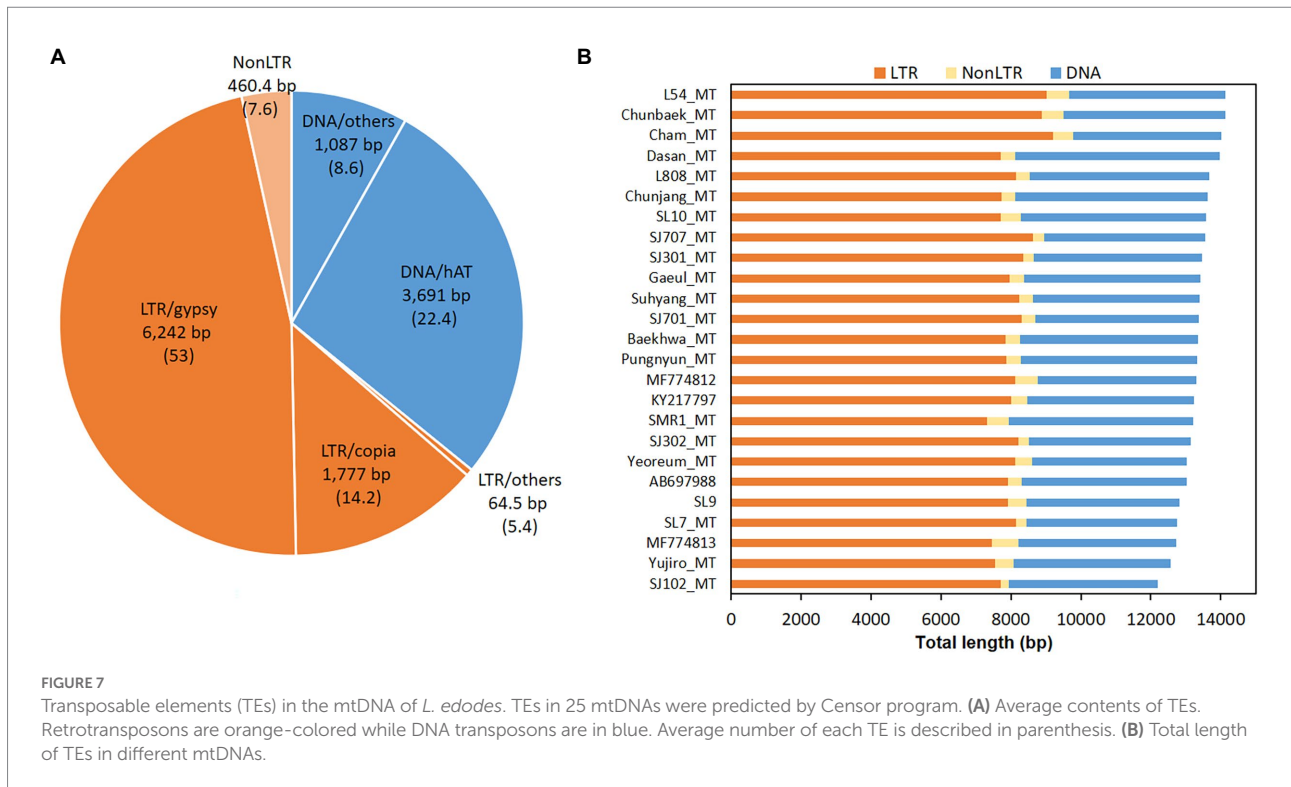 A
NonLTR
460.4 bp
(7.6)
DNA/others
1,087 bp
(8.6)
DNA/hAT
3,691 bp
(22.4)
LTR/gypsy
6,242 bp
(53)
LTR/copia
1,777 bp
(14.2)
LTR/others
64.5 bp
(5.4)
B
LTR NonLTR DNA
L54_MT
Chunbaek_MT
Cham_MT
Dasan_MT
L808_MT
Chunjang_MT
SL10_MT
SJ707_MT
SJ301_MT
Gaeul_MT
Suhyang_MT
SJ701_MT
Baekhwa_MT
Pungnyun_MT
MF774812
KY217797
SMR1_MT
SJ302_MT
Yeoreum_MT
AB697988
SL9
SL7_MT
MF774813
Yujiro_MT
SJ102_MT
0 2000 4000 6000 8000 10000 12000 14000
Total length (bp)
FIGURE 7
Transposable elements (TEs) in the mtDNA of L. edodes. TEs in 25 mtDNAs were predicted by Censor program. (A) Average contents of TEs.
Retrotransposons are orange-colored while DNA transposons are in blue. Average number of each TE is described in parenthesis. (B) Total length
of TEs in different mtDNAs.